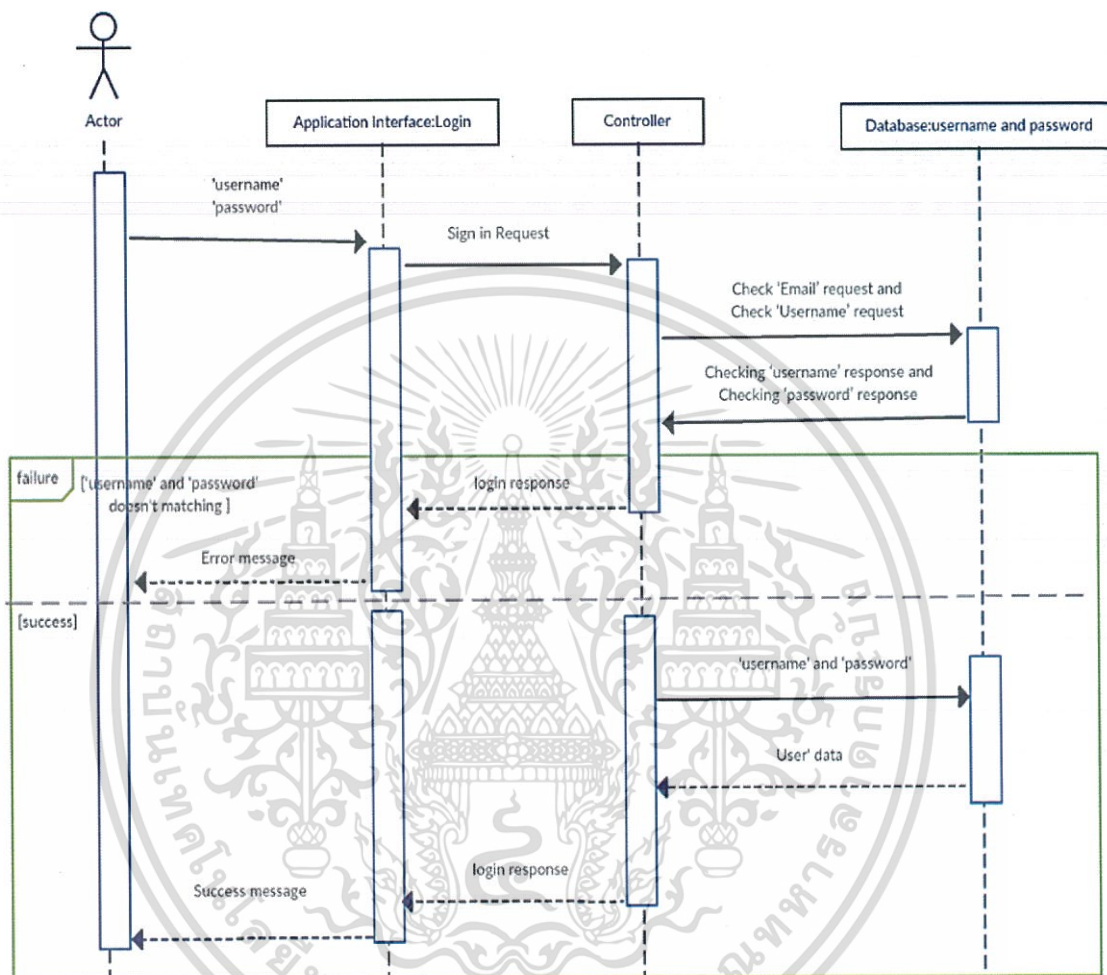 Actor
Application Interface:Login
Controller
Database:username and password
'username'
'password'
Sign in Request
Check 'Email' request and
Check 'Username' request
Checking 'username' response and
Checking 'password' response
failure
['username' and 'password'
doesn't matching ]
login response
Error message
[success]
'username' and 'password'
User' data
login response
Success message